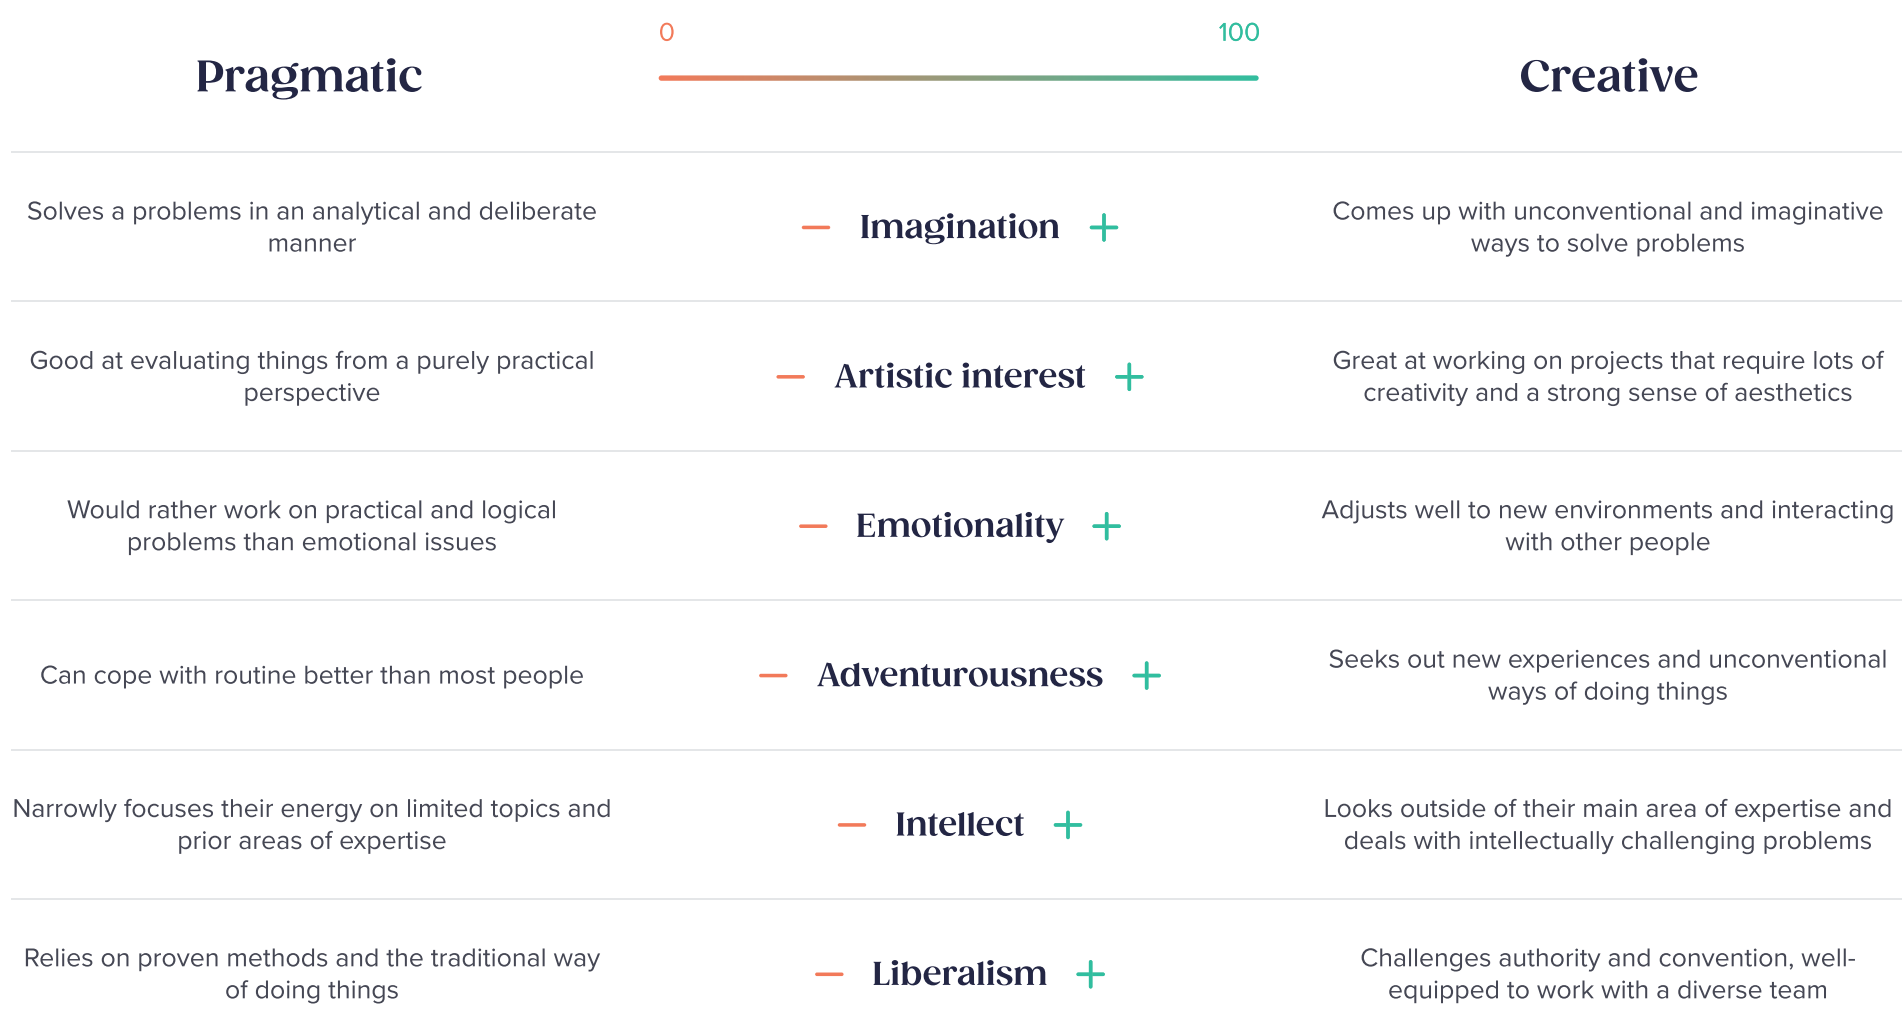 0
100
Pragmatic
Creative
Solves a problems in an analytical and deliberate
manner
— Imagination +
Comes up with unconventional and imaginative
ways to solve problems
Good at evaluating things from a purely practical
perspective
— Artistic interest +
Great at working on projects that require lots of
creativity and a strong sense of aesthetics
Would rather work on practical and logical
problems than emotional issues
— Emotionality +
Adjusts well to new environments and interacting
with other people
Can cope with routine better than most people
— Adventurousness +
Seeks out new experiences and unconventional
ways of doing things
Narrowly focuses their energy on limited topics and
prior areas of expertise
— Intellect +
Looks outside of their main area of expertise and
deals with intellectually challenging problems
Relies on proven methods and the traditional way
of doing things
— Liberalism +
Challenges authority and convention, well-
equipped to work with a diverse team